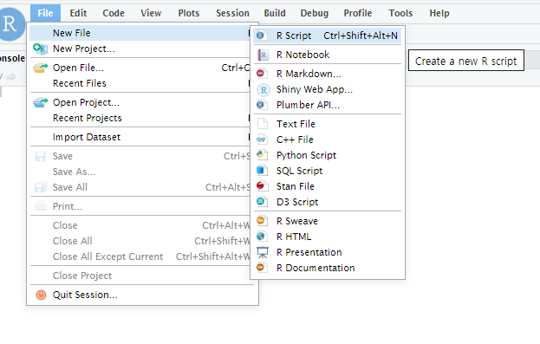 R File Edit Code View Plots Session Build Debug Profile Tools Help
onsole
New File
New Project...
Open File... Ctrl+O
Recent Files
Open Project...
Recent Projects
Import Dataset
Save Ctrl+S
Save As...
Save All Ctrl+Alt+S
Print...
Close Ctrl+Alt+W
Close All Ctrl+Shift+W
Close All Except Current Ctrl+Shift+Alt+W
Close Project
Quit Session...
R Script Ctrl+Shift+Alt+N
R Notebook
R Markdown...
Shiny Web App...
Plumber API...
Text File
C++ File
Python Script
SQL Script
Stan File
D3 Script
R Sweave
R HTML
R Presentation
R Documentation
Create a new R script